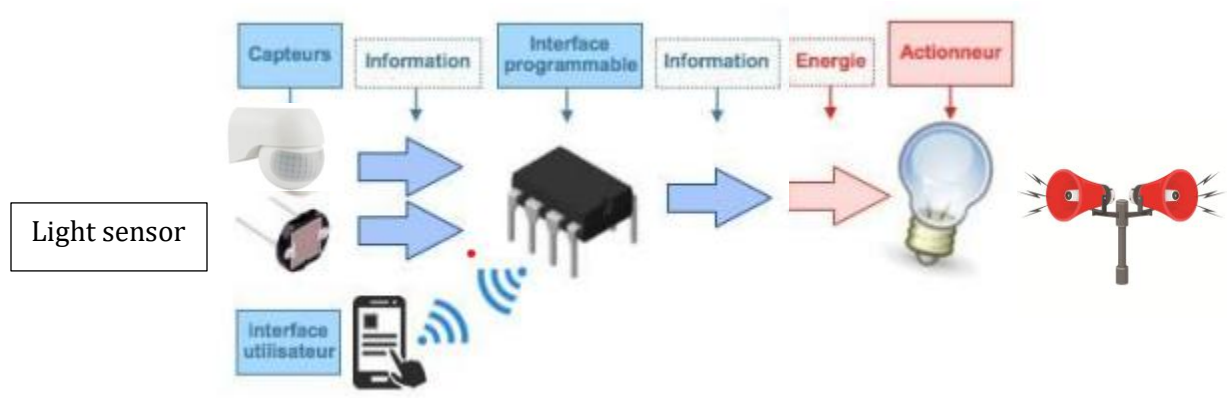 Capteurs
Information
Interface
programmable
Information
Energie
Actionneur
Light sensor
Interface
utilisateur